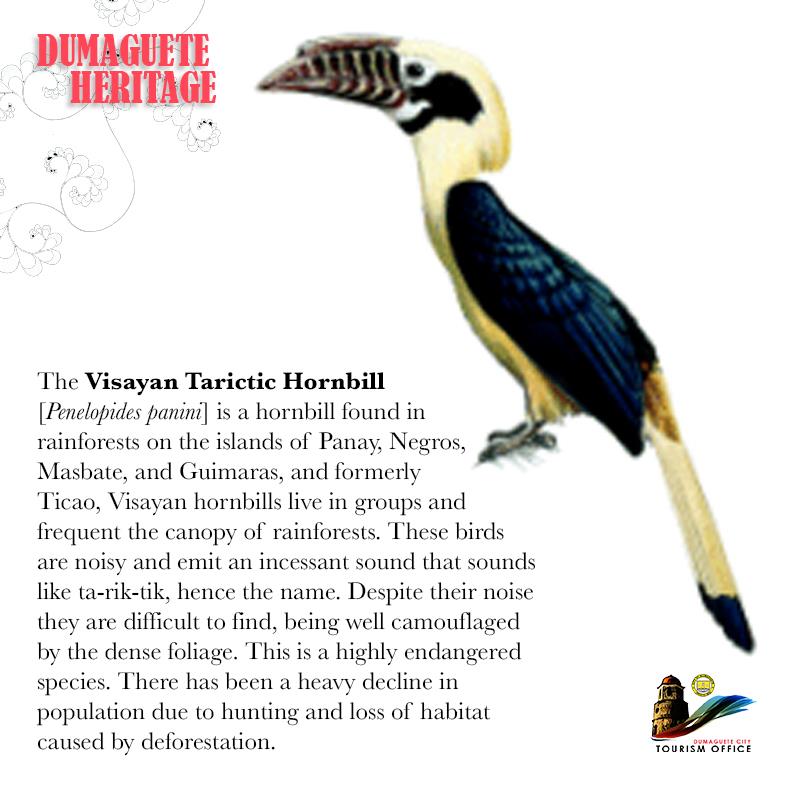 DUMAGUETE
HERITAGE
The Visayan Tarictic Hornbill
[Penelopides panini] is a hornbill found in
rainforests on the islands of Panay, Negros,
Masbate, and Guimaras, and formerly
Ticao, Visayan hornbills live in groups and
frequent the canopy of rainforests. These birds
are noisy and emit an incessant sound that sounds
like ta-rik-tik, hence the name. Despite their noise
they are difficult to find, being well camouflaged
by the dense foliage. This is a highly endangered
species. There has been a heavy decline in
population due to hunting and loss of habitat
caused by deforestation.
DUMAGUETE CITY
TOURISM OFFICE